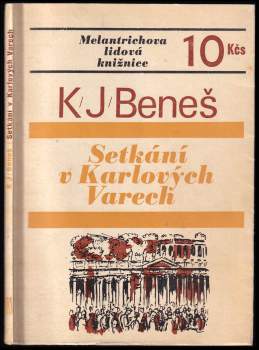 Melantrichova
lidová
knižnice
10 Kčs
K/J/Beneš
Setkání
v Karlových
Varech
K/J/Beneš Setkání v Karlových Varech